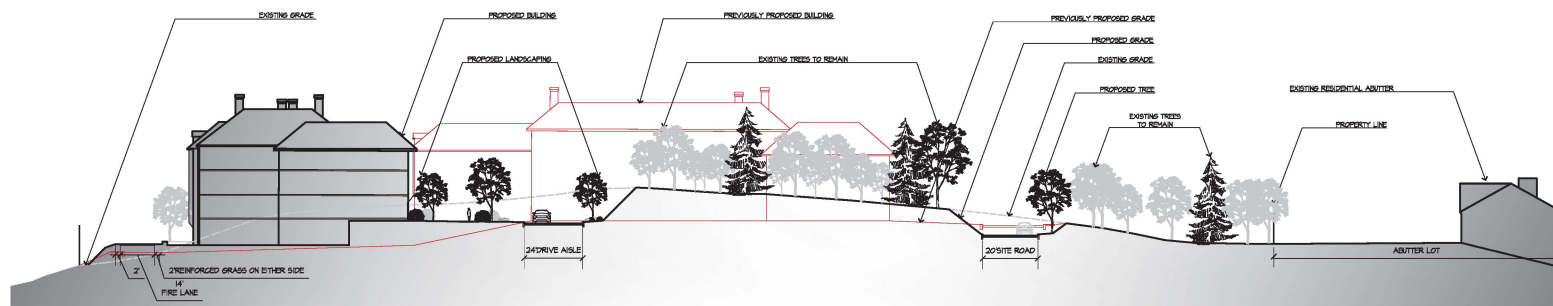 EXISTING GRADE
PROPOSED BUILDING
PREVIOUSLY PROPOSED BUILDING
PREVIOUSLY PROPOSED GRADE
PROPOSED GRADE
PROPOSED LANDSCAPING
EXISTING TREES TO REMAIN
EXISTING GRADE
PROPOSED TREE
EXISTING RESIDENTIAL ABUTTER
EXISTING TREES
TO REMAIN
PROPERTY LINE
24'DRIVE AISLE
20'SITE ROAD
ABUTTER LOT
2'
2'REINFORCED GRASS ON EITHER SIDE
14'
FIRE LANE